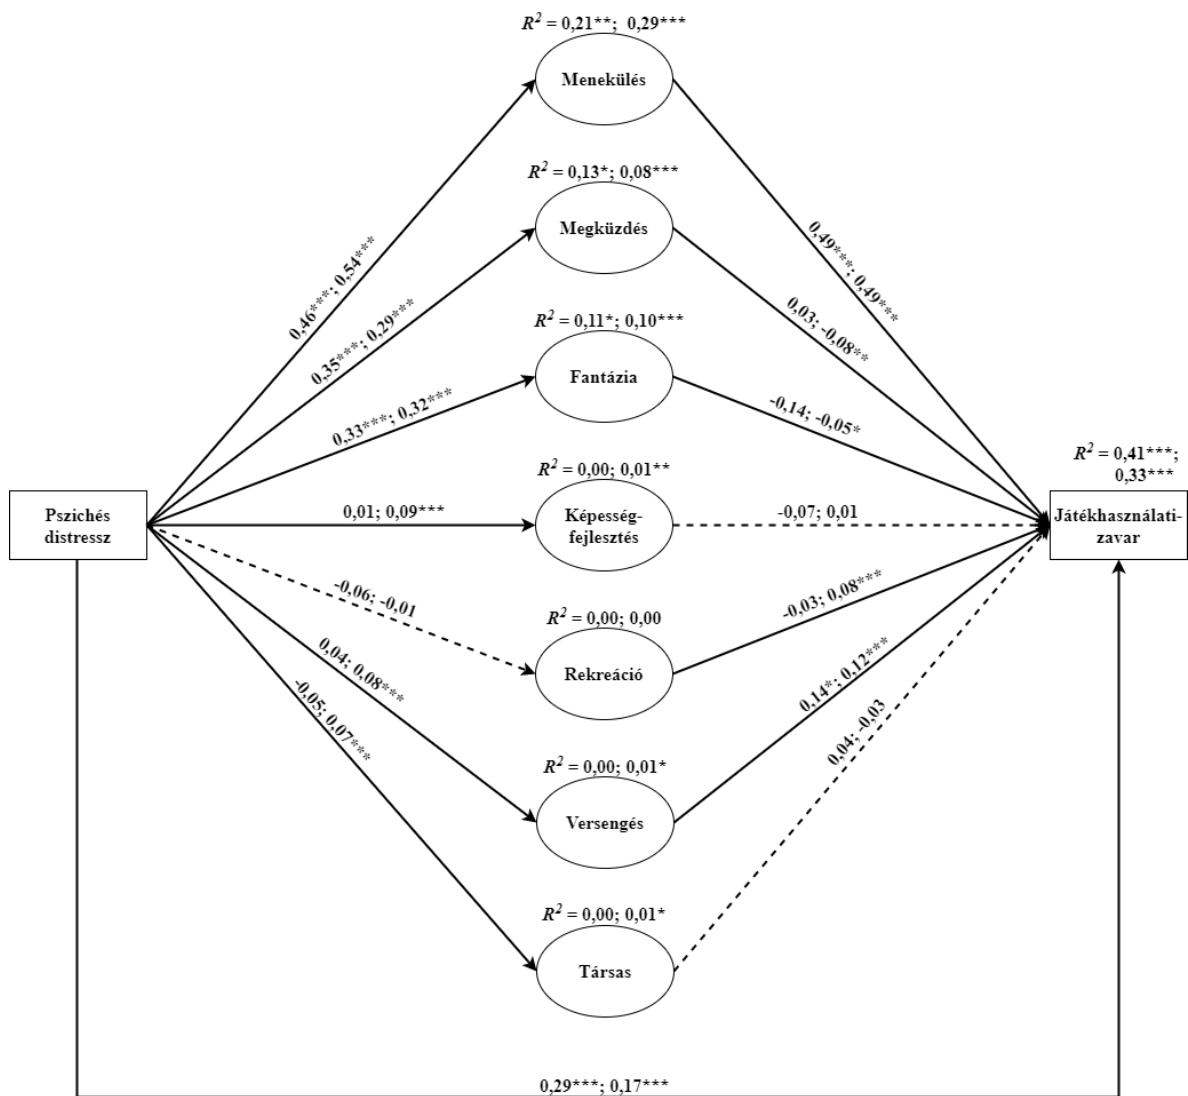 R² = 0,21**; 0,29***
Menekülés
R² = 0,13*; 0,08***
Megküzdés
0,46***; 0,54***
0,49***; 0,49***
0,35***; 0,29***
0,03; -0,08**
R² = 0,11*; 0,10***
Fantázia
0,33***; 0,32***
-0,14; -0,05*
R² = 0,41***;
0,33***
R² = 0,00; 0,01**
Pszichés
distressz
0,01; 0,09***
Képesség-
fejlesztés
-0,07; 0,01
Játékhasználati-
zavar
-0,06; -0,01
-0,03; 0,08***
R² = 0,00; 0,00
Rekreáció
0,04; 0,08***
0,14*; 0,12***
-0,05; 0,07***
0,04; -0,03
R² = 0,00; 0,01*
Versengés
R² = 0,00; 0,01*
Társas
0,29***; 0,17***